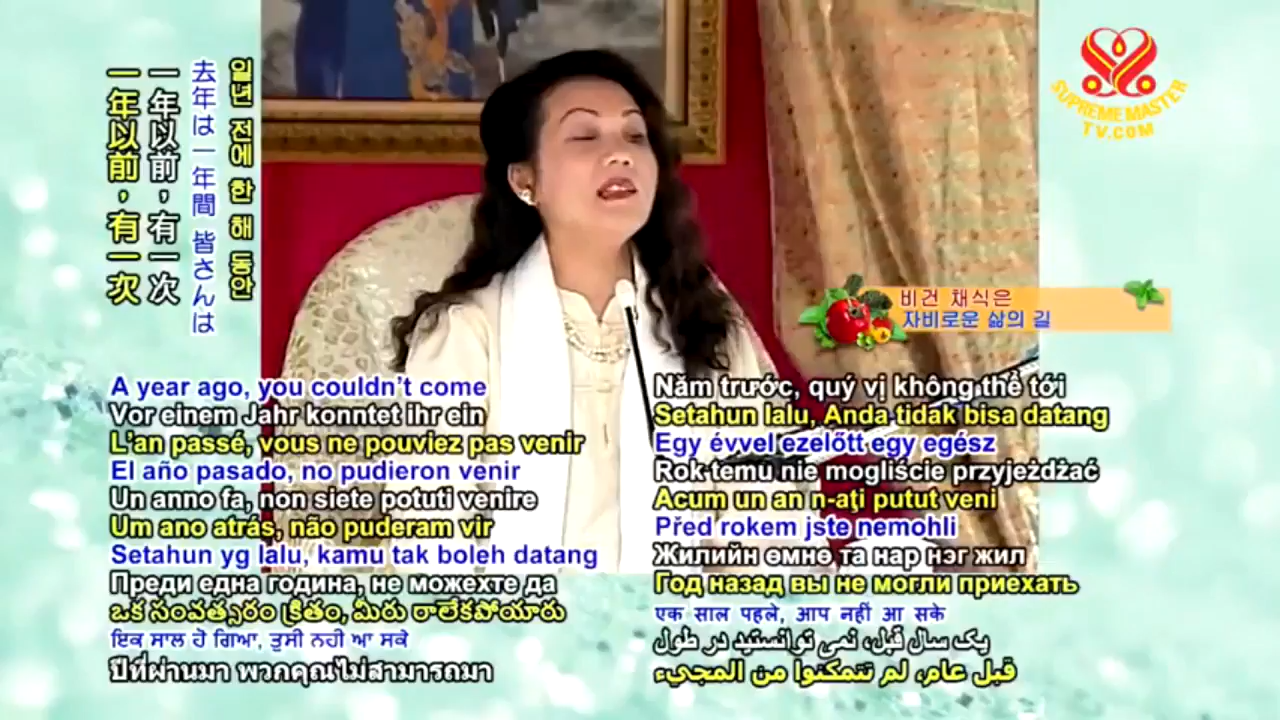 일년 전에 한 해 동안
去年は一年間 皆さんは
一年以前，有一次
一年以前，有一次
SUPREME MASTER
TV.COM
비건 채식은
자비로운 삶의 길
A year ago, you couldn't come
Vor einem Jahr konntet ihr ein
L'an passé, vous ne pouviez pas venir
El año pasado, no pudieron venir
Un anno fa, non siete potuti venire
Um ano atrás, não puderam vir
Setahun yg lalu, kamu tak boleh datang
Преди една година, не можехте да
ఒక సంవత్సరం క్రితం, మీరు రాలేకపోయారు
ਇਕ ਸਾਲ ਹੋ ਗਿਆ, ਤੁਸੀ ਨਹੀ ਆ ਸਕੇ
ปีที่ผ่านมา พวกคุณไม่สามารถมา
Năm trước, quý vị không thể tới
Setahun lalu, Anda tidak bisa datang
Egy évvel ezelőtt egy egész
Rok temu nie mogliście przyjeżdżać
Acum un an n-aţi putut veni
Před rokem jste nemohli
Жилийн өмнө та нар нэг жил
Год назад вы не могли приехать
एक साल पहले, आप नहीं आ सके
یک سال قبل، نمی توانستید در طول
قبل عام، لم تتمكنوا من المجيء